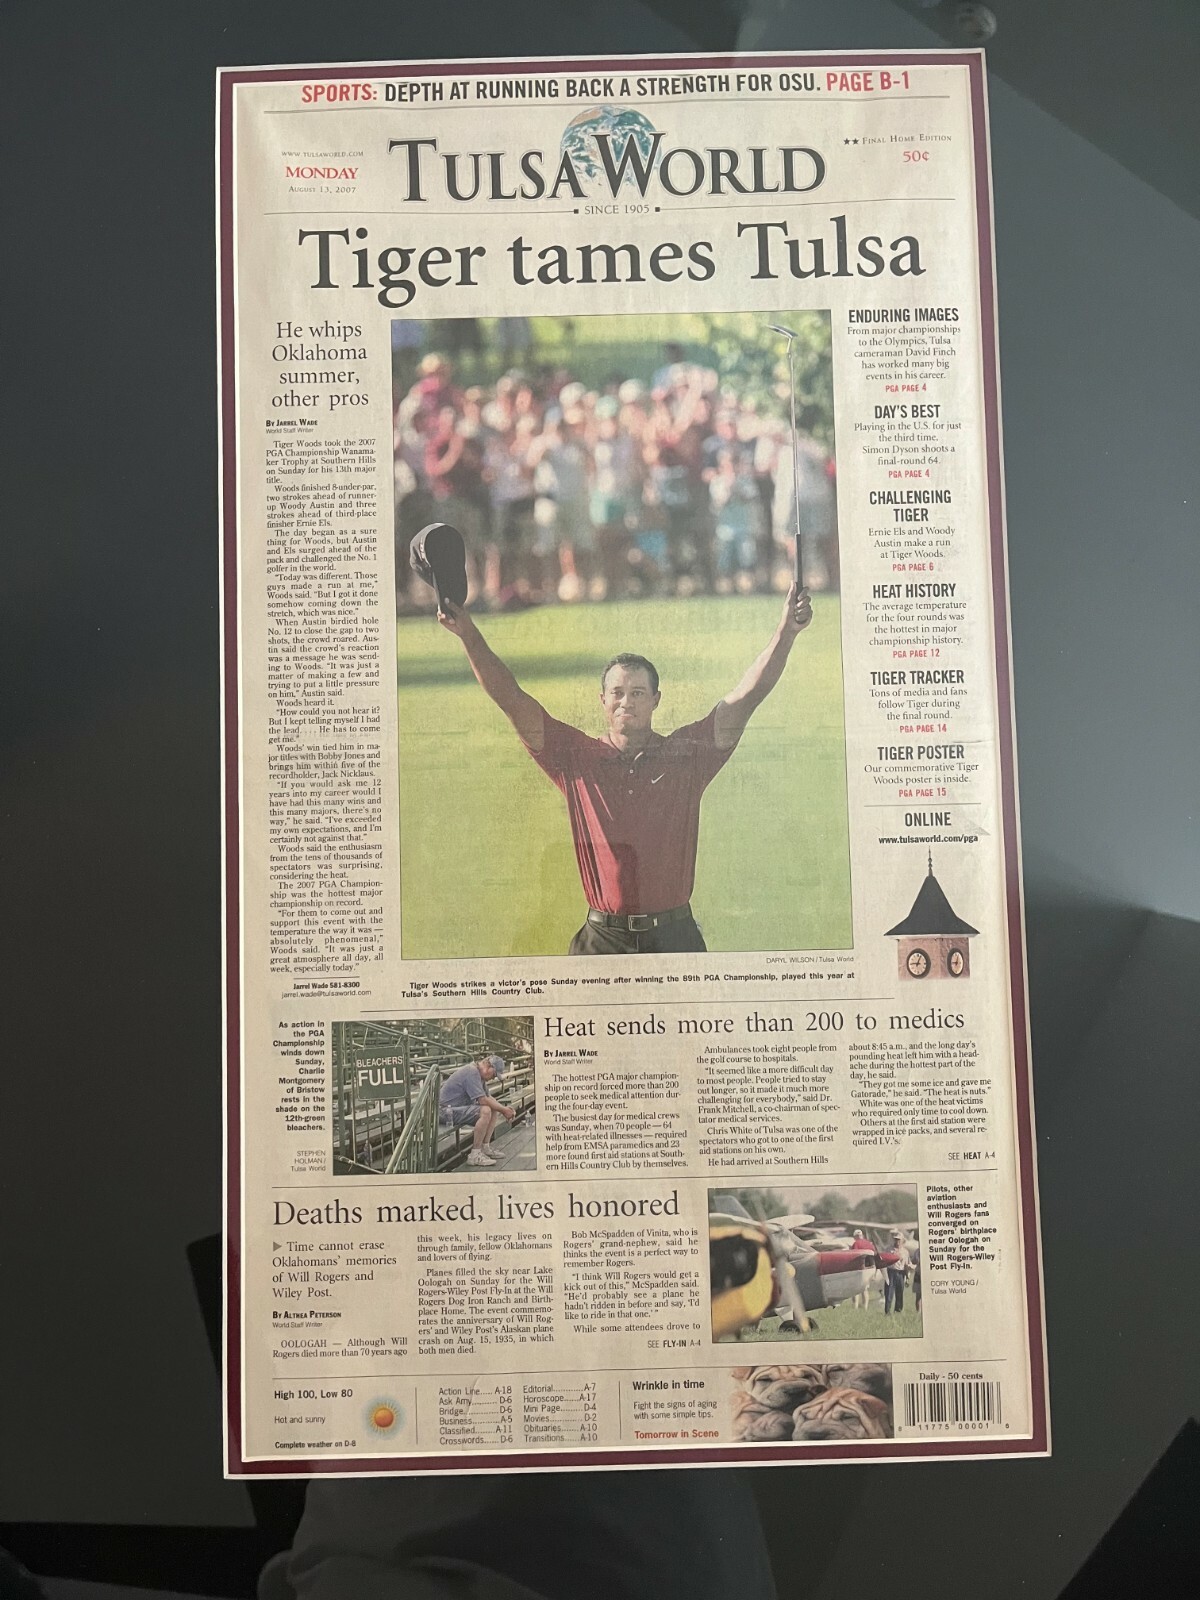 SPORTS: DEPTH AT RUNNING BACK A STRENGTH FOR OSU. PAGE B-1
WWW.TULSAWORLD.COM
MONDAY
AUGUST 13, 2007
TULSA WORLD
SINCE 1905
★★ FINAL HOME EDITION
50¢
Tiger tames Tulsa
He whips
Oklahoma
summer,
other pros
BY JARREL WADE
World Staff Writer
Tiger Woods took the 2007
PGA Championship Wanama-
ker Trophy at Southern Hills
on Sunday for his 13th major
title.
Woods finished 8-under-par,
two strokes ahead of runner-
up Woody Austin and three
strokes ahead of third-place
finisher Ernie Els.
The day began as a sure
thing for Woods, but Austin
and Els surged ahead of the
pack and challenged the No. 1
golfer in the world.
"Today was different. Those
guys made a run at me,"
Woods said. "But I got it done
somehow coming down the
stretch, which was nice."
When Austin birdied hole
No. 12 to close the gap to two
shots, the crowd roared. Aus-
tin said the crowd's reaction
was a message he was send-
ing to Woods. "It was just a
matter of making a few and
trying to put a little pressure
on him," Austin said.
Woods heard it.
"How could you not hear it?
But I kept telling myself I had
the lead. . . . He has to come
get me."
Woods' win tied him in ma-
jor titles with Bobby Jones and
brings him within five of the
recordholder, Jack Nicklaus.
"If you would ask me 12
years into my career would I
have had this many wins and
this many majors, there's no
way," he said. "I've exceeded
my own expectations, and I'm
certainly not against that."
Woods said the enthusiasm
from the tens of thousands of
spectators was surprising,
considering the heat.
The 2007 PGA Champion-
ship was the hottest major
championship on record.
"For them to come out and
support this event with the
temperature the way it was —
absolutely phenomenal,"
Woods said. "It was just a
great atmosphere all day, all
week, especially today."
Jarrel Wade 581-8300
jarrel.wade@tulsaworld.com
DARYL WILSON / Tulsa World
Tiger Woods strikes a victor's pose Sunday evening after winning the 89th PGA Championship, played this year at
Tulsa's Southern Hills Country Club.
ENDURING IMAGES
From major championships
to the Olympics, Tulsa
cameraman David Finch
has worked many big
events in his career.
PGA PAGE 4
DAY'S BEST
Playing in the U.S. for just
the third time,
Simon Dyson shoots a
final-round 64.
PGA PAGE 4
CHALLENGING
TIGER
Ernie Els and Woody
Austin make a run
at Tiger Woods.
PGA PAGE 6
HEAT HISTORY
The average temperature
for the four rounds was
the hottest in major
championship history.
PGA PAGE 12
TIGER TRACKER
Tons of media and fans
follow Tiger during
the final round.
PGA PAGE 14
TIGER POSTER
Our commemorative Tiger
Woods poster is inside.
PGA PAGE 15
ONLINE
www.tulsaworld.com/pga
As action in
the PGA
Championship
winds down
Sunday,
Charlie
Montgomery
of Bristow
rests in the
shade on the
12th-green
bleachers.
STEPHEN
HOLMAN /
Tulsa World
BLEACHERS
FULL
Heat sends more than 200 to medics
BY JARREL WADE
World Staff Writer
The hottest PGA major champion-
ship on record forced more than 200
people to seek medical attention dur-
ing the four-day event.
The busiest day for medical crews
was Sunday, when 70 people — 64
with heat-related illnesses — required
help from EMSA paramedics and 23
more found first aid stations at South-
ern Hills Country Club by themselves.
Ambulances took eight people from
the golf course to hospitals.
"It seemed like a more difficult day
to most people. People tried to stay
out longer, so it made it much more
challenging for everybody," said Dr.
Frank Mitchell, a co-chairman of spec-
tator medical services.
Chris White of Tulsa was one of the
spectators who got to one of the first
aid stations on his own.
He had arrived at Southern Hills
about 8:45 a.m., and the long day's
pounding heat left him with a head-
ache during the hottest part of the
day, he said.
"They got me some ice and gave me
Gatorade," he said. "The heat is nuts."
White was one of the heat victims
who required only time to cool down.
Others at the first aid station were
wrapped in ice packs, and several re-
quired I.V.'s.
SEE HEAT A-4
Deaths marked, lives honored
▶ Time cannot erase
Oklahomans' memories
of Will Rogers and
Wiley Post.
BY ALTHEA PETERSON
World Staff Writer
OOLOGAH — Although Will
Rogers died more than 70 years ago
this week, his legacy lives on
through family, fellow Oklahomans
and lovers of flying.
Planes filled the sky near Lake
Oologah on Sunday for the Will
Rogers-Wiley Post Fly-In at the Will
Rogers Dog Iron Ranch and Birth-
place Home. The event commemo-
rates the anniversary of Will Rog-
ers' and Wiley Post's Alaskan plane
crash on Aug. 15, 1935, in which
both men died.
Bob McSpadden of Vinita, who is
Rogers' grand-nephew, said he
thinks the event is a perfect way to
remember Rogers.
"I think Will Rogers would get a
kick out of this," McSpadden said.
"He'd probably see a plane he
hadn't ridden in before and say, 'I'd
like to ride in that one.' "
While some attendees drove to
SEE FLY-IN A-4
Pilots, other
aviation
enthusiasts and
Will Rogers fans
converged on
Rogers' birthplace
near Oologah on
Sunday for the
Will Rogers-Wiley
Post Fly-In.
CORY YOUNG /
Tulsa World
High 100, Low 80
Hot and sunny
Complete weather on D-8
Action Line..... A-18
Ask Amy.......... D-6
Bridge............ D-6
Business.......... A-5
Classified........ A-11
Crosswords..... D-6
Editorial............ A-7
Horoscope...... A-17
Mini Page........ D-4
Movies............. D-2
Obituaries....... A-10
Transitions...... A-10
Wrinkle in time
Fight the signs of aging
with some simple tips.
Tomorrow in Scene
Daily - 50 cents
8 11775 00001 5